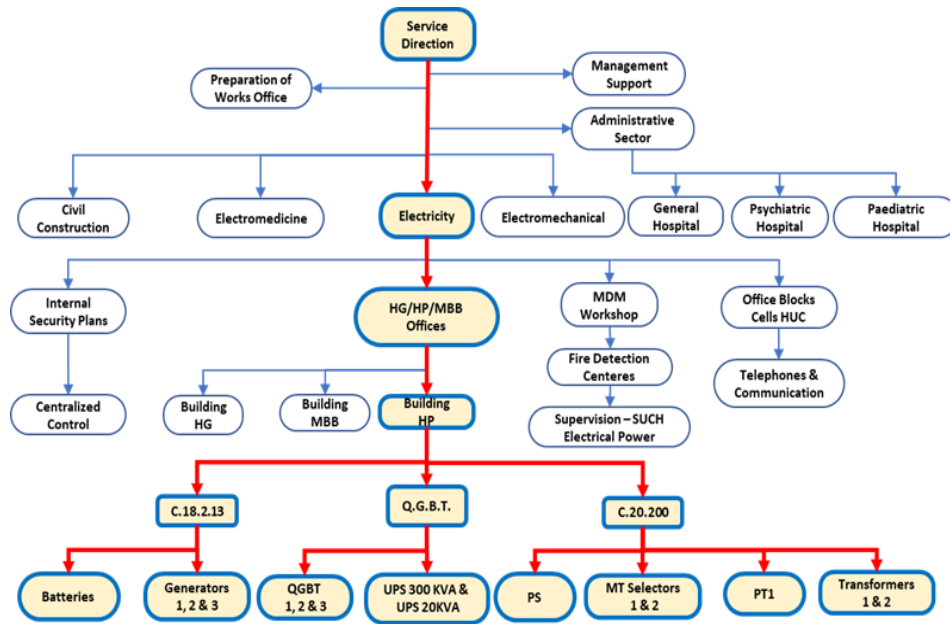 Service
Direction
Preparation of
Works Office
Management
Support
Administrative
Sector
Civil
Construction
Electromedicine
Electricity
Electromechanical
General
Hospital
Psychiatric
Hospital
Paediatric
Hospital
Internal
Security Plans
HG/HP/MBB
Offices
MDM
Workshop
Office Blocks
Cells HUC
Fire Detection
Centeres
Telephones &
Communication
Centralized
Control
Building
HG
Building
MBB
Building
HP
Supervision – SUCH
Electrical Power
C.18.2.13
Q.G.B.T.
C.20.200
Batteries
Generators
1, 2 & 3
QGBT
1, 2 & 3
UPS 300 KVA &
UPS 20KVA
PS
MT Selectors
1 & 2
PT1
Transformers
1 & 2